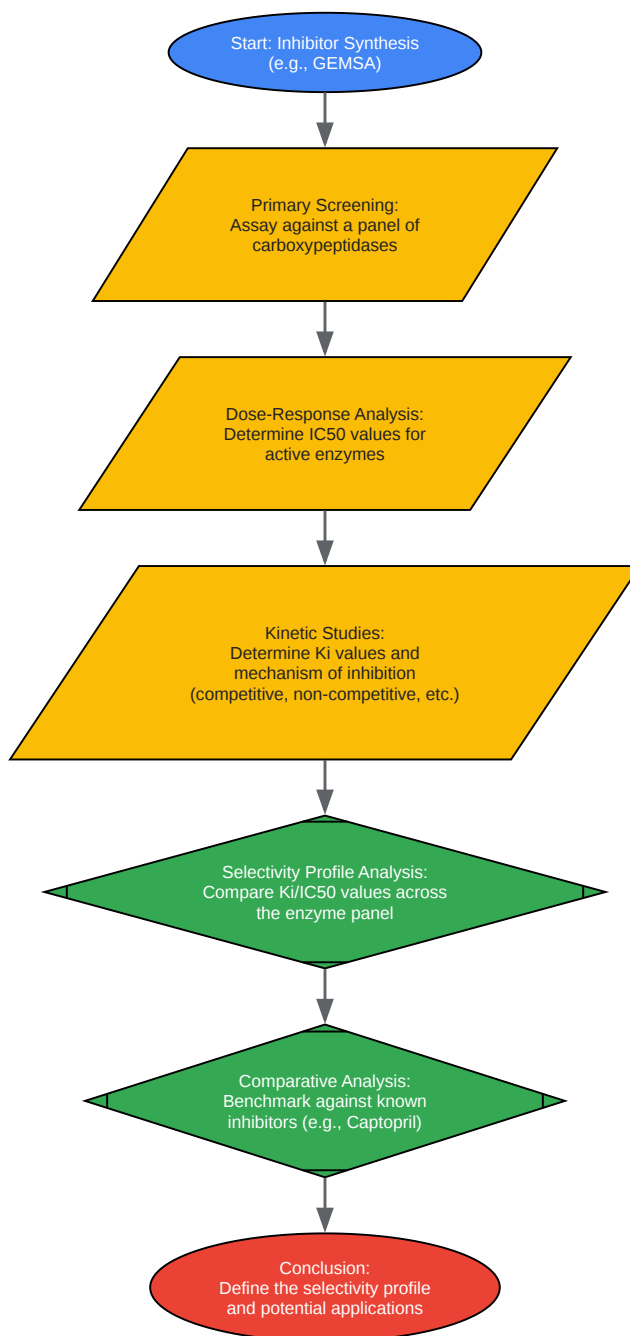 Start: Inhibitor Synthesis
(e.g., GEMSA)
Primary Screening:
Assay against a panel of
carboxypeptidases
Dose-Response Analysis:
Determine IC50 values for
active enzymes
Kinetic Studies:
Determine Ki values and
mechanism of inhibition
(competitive, non-competitive, etc.)
Selectivity Profile Analysis:
Compare Ki/IC50 values across
the enzyme panel
Comparative Analysis:
Benchmark against known
inhibitors (e.g., Captopril)
Conclusion:
Define the selectivity profile
and potential applications